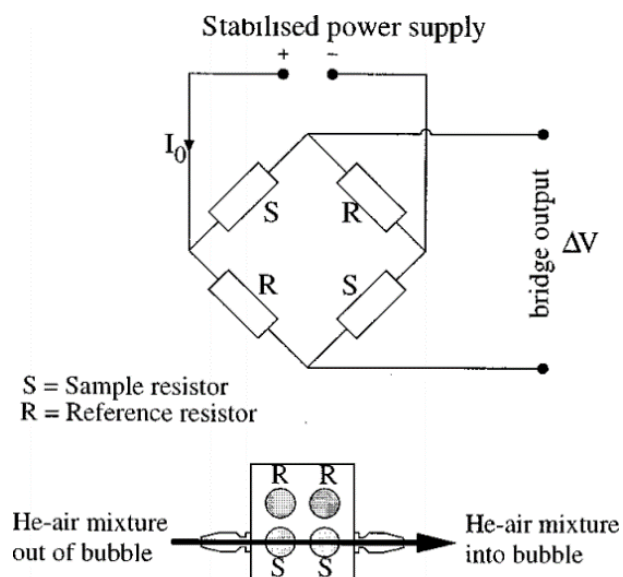 Stabilised power supply
+ −
I₀
S R
R S
bridge output
ΔV
S = Sample resistor
R = Reference resistor
R R
He-air mixture
out of bubble
He-air mixture
into bubble
S S